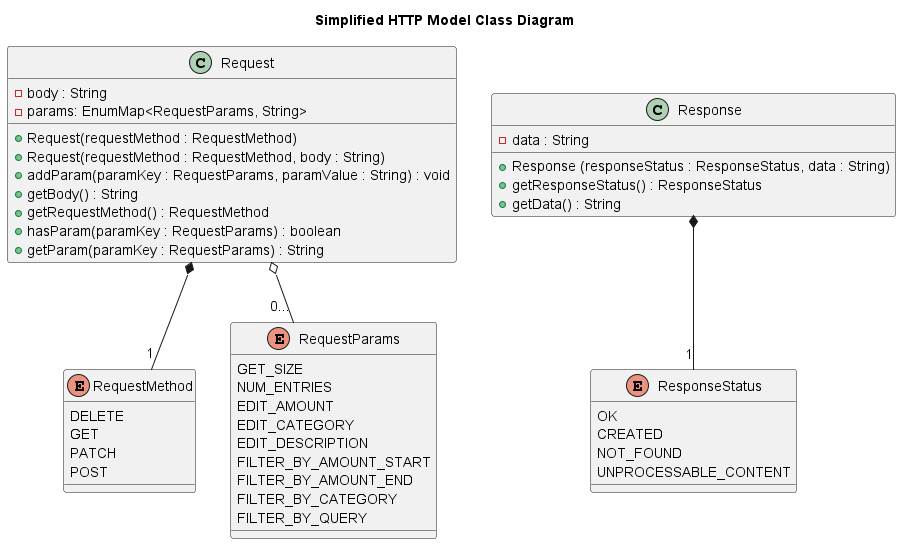 Simplified HTTP Model Class Diagram
C Request
body : String
params: EnumMap<RequestParams, String>
Request(requestMethod : RequestMethod)
Request(requestMethod : RequestMethod, body : String)
addParam(paramKey : RequestParams, paramValue : String) : void
getBody() : String
getRequestMethod() : RequestMethod
hasParam(paramKey : RequestParams) : boolean
getParam(paramKey : RequestParams) : String
C Response
data : String
Response (responseStatus : ResponseStatus, data : String)
getResponseStatus() : ResponseStatus
getData() : String
1
0...
1
E RequestMethod
DELETE
GET
PATCH
POST
E RequestParams
GET_SIZE
NUM_ENTRIES
EDIT_AMOUNT
EDIT_CATEGORY
EDIT_DESCRIPTION
FILTER_BY_AMOUNT_START
FILTER_BY_AMOUNT_END
FILTER_BY_CATEGORY
FILTER_BY_QUERY
E ResponseStatus
OK
CREATED
NOT_FOUND
UNPROCESSABLE_CONTENT